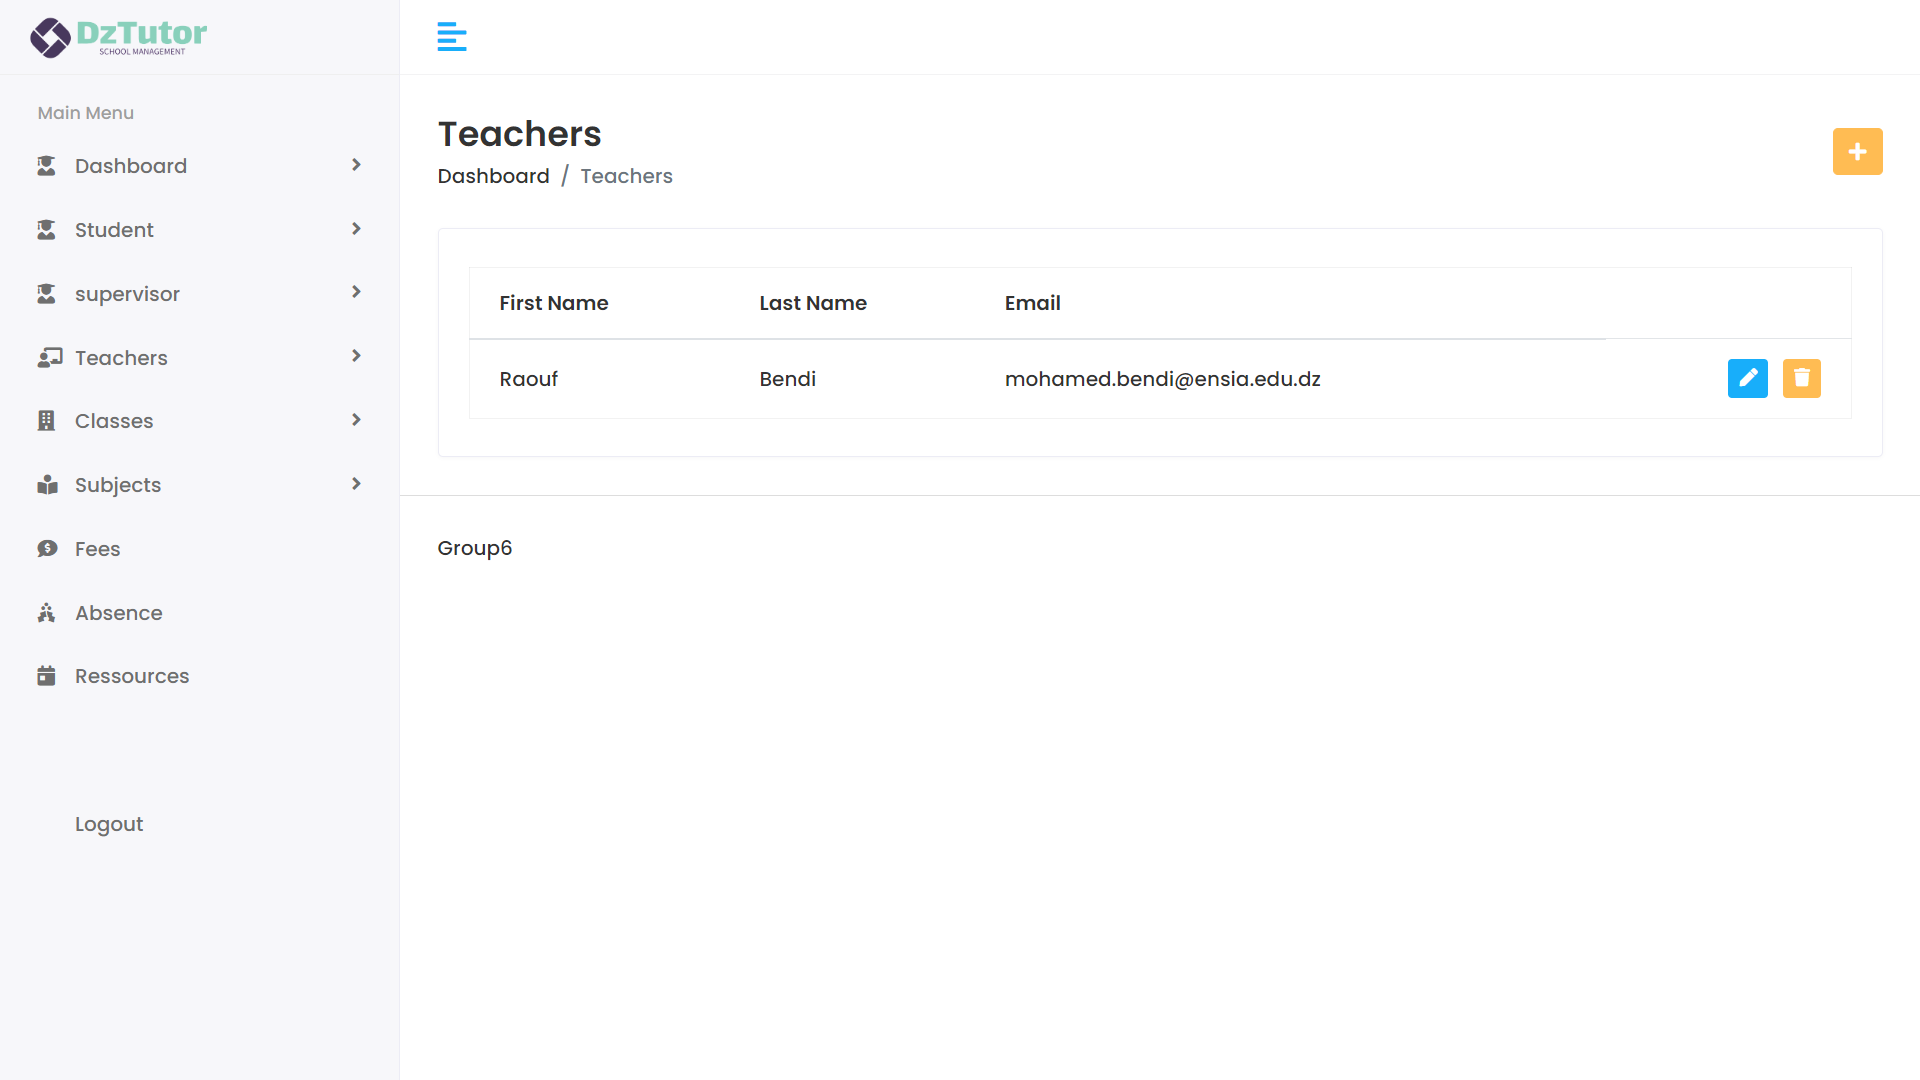 DzTutor
SCHOOL MANAGEMENT
Main Menu
Dashboard
Student
supervisor
Teachers
Classes
Subjects
Fees
Absence
Ressources
Logout
Teachers
Dashboard / Teachers
First Name Last Name Email
Raouf Bendi mohamed.bendi@ensia.edu.dz
Group6